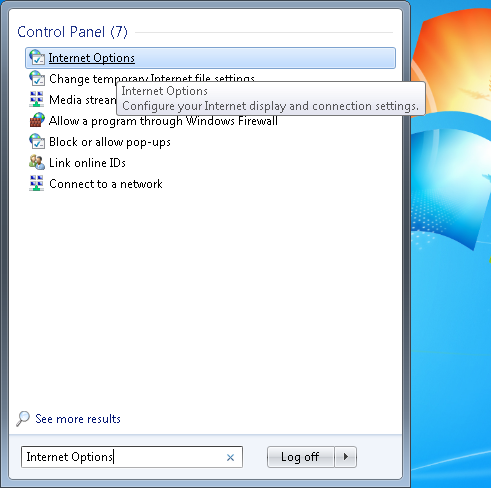 Control Panel (7)
Internet Options
Change temporary Internet file settings
Internet Options
Configure your Internet display and connection settings.
Media strean
Allow a program through Windows Firewall
Block or allow pop-ups
Link online IDs
Connect to a network
See more results
Internet Options
Log off